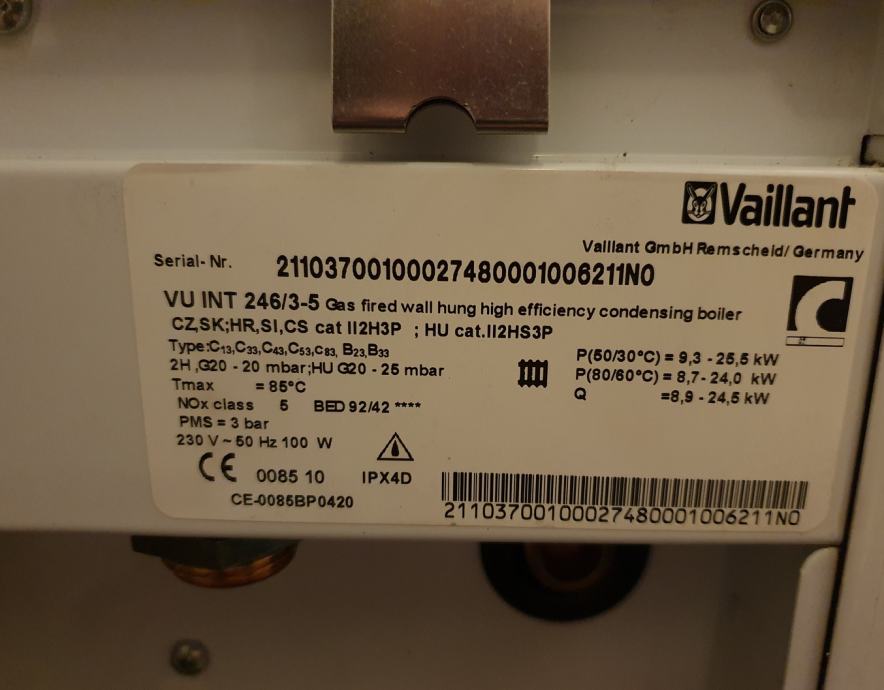 Vaillant
Vaillant GmbH Remscheid/ Germany
Serial- Nr. 21103700100027480001006211N0
VU INT 246/3-5 Gas fired wall hung high efficiency condensing boiler
CZ,SK;HR,SI,CS cat II2H3P ; HU cat.II2HS3P
Type:C13,C33,C43,C53,c83, B23,B33
2H ,G20 - 20 mbar;HU G20 - 25 mbar
P(50/30°C) = 9,3 - 25,5 kW
Tmax = 85°C
P(80/60°C) = 8,7- 24,0 kW
NOx class 5 BED 92/42 ****
Q =8,9 - 24,5 kW
PMS = 3 bar
230 V ~ 50 Hz 100 W
CE 0085 10 IPX4D
CE-0085BP0420
21103700100027480001006211N0